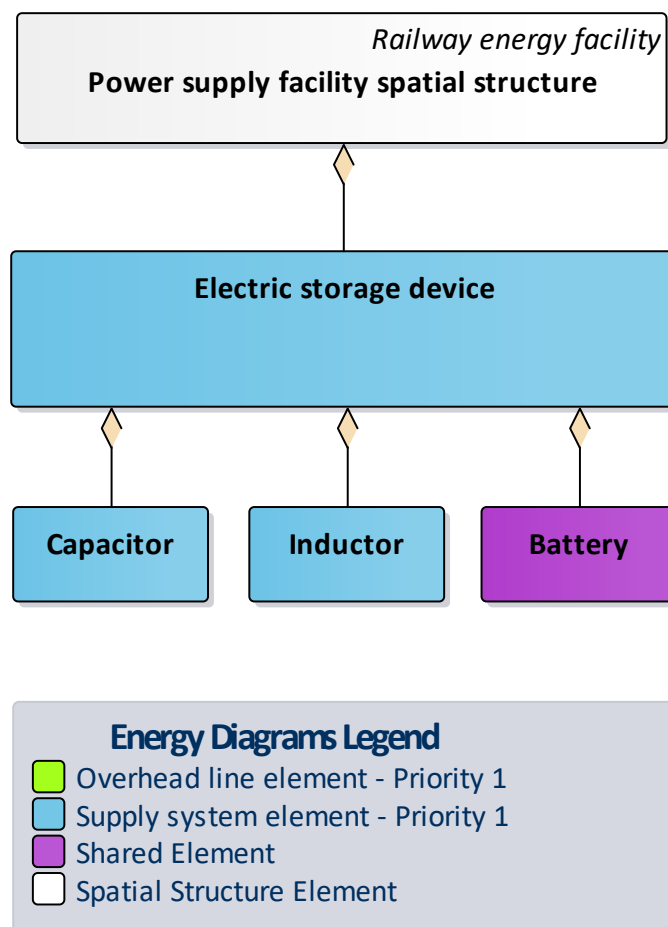 Railway energy facility
Power supply facility spatial structure
Electric storage device
Capacitor
Inductor
Battery
Energy Diagrams Legend
Overhead line element - Priority 1
Supply system element - Priority 1
Shared Element
Spatial Structure Element